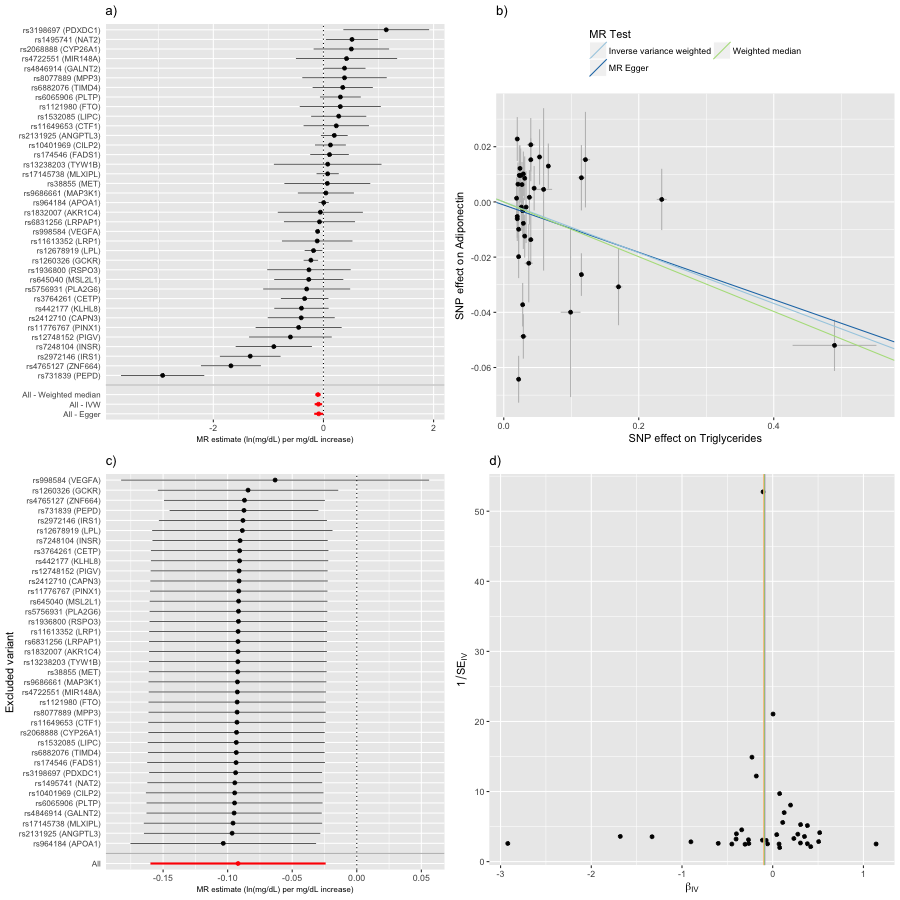 a)
rs3198697 (PDXDC1)
rs1495741 (NAT2)
rs2068888 (CYP26A1)
rs4722551 (MIR148A)
rs4846914 (GALNT2)
rs8077889 (MPP3)
rs6882076 (TIMD4)
rs6065906 (PLTP)
rs1121980 (FTO)
rs1532085 (LIPC)
rs11649653 (CTF1)
rs2131925 (ANGPTL3)
rs10401969 (CILP2)
rs174546 (FADS1)
rs13238203 (TYW1B)
rs17145738 (MLXIPL)
rs38855 (MET)
rs9686661 (MAP3K1)
rs964184 (APOA1)
rs1832007 (AKR1C4)
rs6831256 (LRPAP1)
rs998584 (VEGFA)
rs11613352 (LRP1)
rs12678919 (LPL)
rs1260326 (GCKR)
rs1936800 (RSPO3)
rs645040 (MSL2L1)
rs5756931 (PLA2G6)
rs3764261 (CETP)
rs442177 (KLHL8)
rs2412710 (CAPN3)
rs11776767 (PINX1)
rs12748152 (PIGV)
rs7248104 (INSR)
rs2972146 (IRS1)
rs4765127 (ZNF664)
rs731839 (PEPD)
All - Weighted median
All - IVW
All - Egger
-2 0 2
MR estimate (ln(mg/dL) per mg/dL increase)
b)
MR Test
Inverse variance weighted
Weighted median
MR Egger
SNP effect on Adiponectin
0.02
0.00
-0.02
-0.04
-0.06
0.0 0.2 0.4
SNP effect on Triglycerides
c)
Excluded variant
rs998584 (VEGFA)
rs1260326 (GCKR)
rs4765127 (ZNF664)
rs731839 (PEPD)
rs2972146 (IRS1)
rs12678919 (LPL)
rs7248104 (INSR)
rs3764261 (CETP)
rs442177 (KLHL8)
rs12748152 (PIGV)
rs2412710 (CAPN3)
rs11776767 (PINX1)
rs645040 (MSL2L1)
rs5756931 (PLA2G6)
rs1936800 (RSPO3)
rs11613352 (LRP1)
rs6831256 (LRPAP1)
rs1832007 (AKR1C4)
rs13238203 (TYW1B)
rs38855 (MET)
rs9686661 (MAP3K1)
rs4722551 (MIR148A)
rs1121980 (FTO)
rs8077889 (MPP3)
rs11649653 (CTF1)
rs2068888 (CYP26A1)
rs1532085 (LIPC)
rs6882076 (TIMD4)
rs174546 (FADS1)
rs3198697 (PDXDC1)
rs1495741 (NAT2)
rs10401969 (CILP2)
rs6065906 (PLTP)
rs4846914 (GALNT2)
rs17145738 (MLXIPL)
rs2131925 (ANGPTL3)
rs964184 (APOA1)
All
-0.15 -0.10 -0.05 0.00 0.05
MR estimate (ln(mg/dL) per mg/dL increase)
d)
1/SE_IV
50
40
30
20
10
0
-3 -2 -1 0 1
β_IV